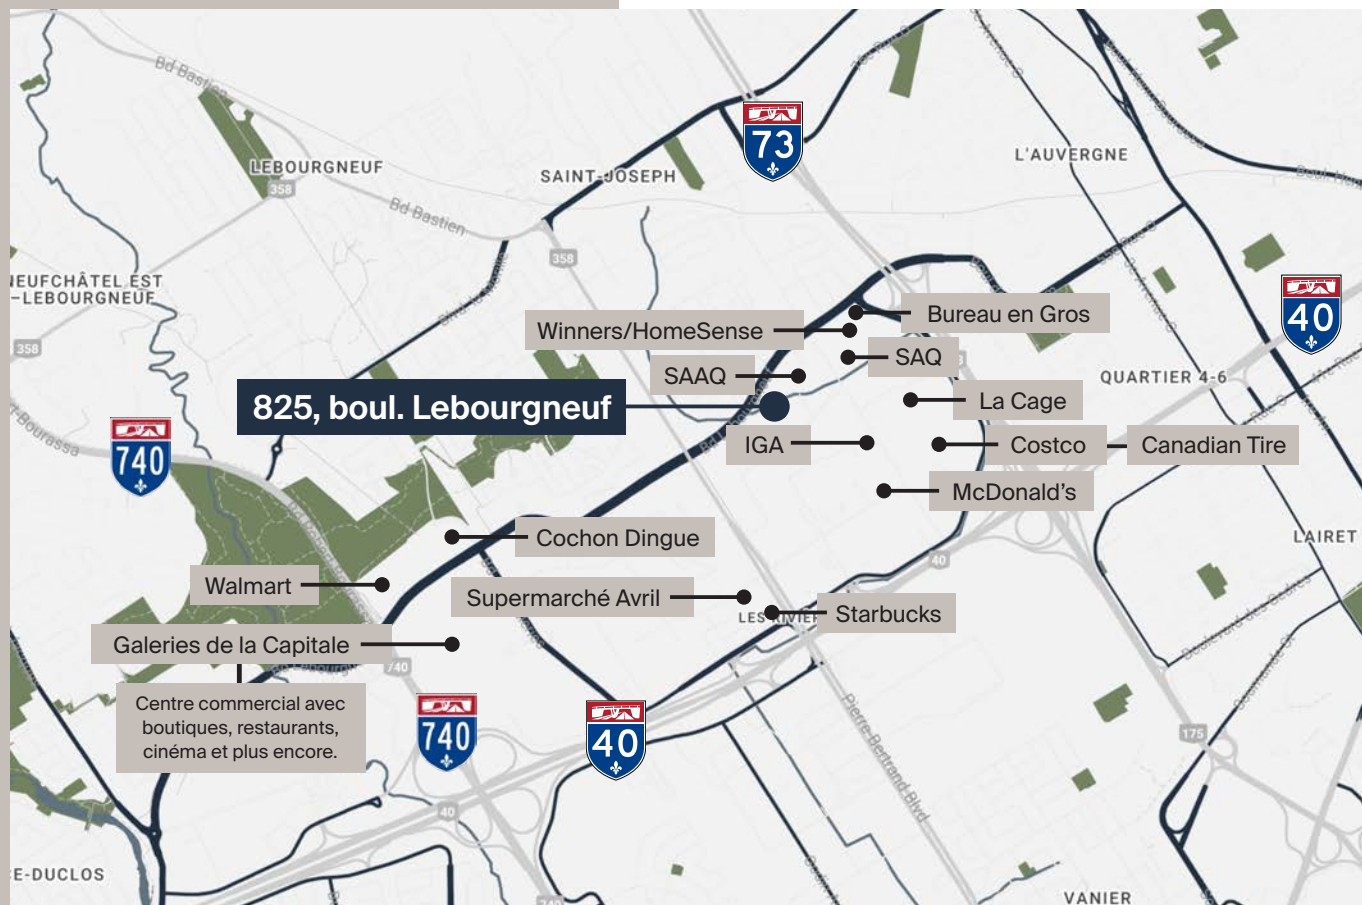 Bd Bastien
73
LEBOURGNEUF
358
SAINT-JOSEPH
L'AUVERGNE
Bd Bastien
358
NEUFCHÂTEL EST
–LEBOURGNEUF
40
Bureau en Gros
Winners/HomeSense
358
SAQ
SAAQ
QUARTIER 4-6
825, boul. Lebourgneuf
La Cage
740
IGA
Costco
Canadian Tire
McDonald's
Cochon Dingue
LAIRET
40
Walmart
Supermarché Avril
Starbucks
Galeries de la Capitale
740
Centre commercial avec
boutiques, restaurants,
cinéma et plus encore.
740
40
Pierre-Bertrand Blvd
175
40
E-DUCLOS
VANIER